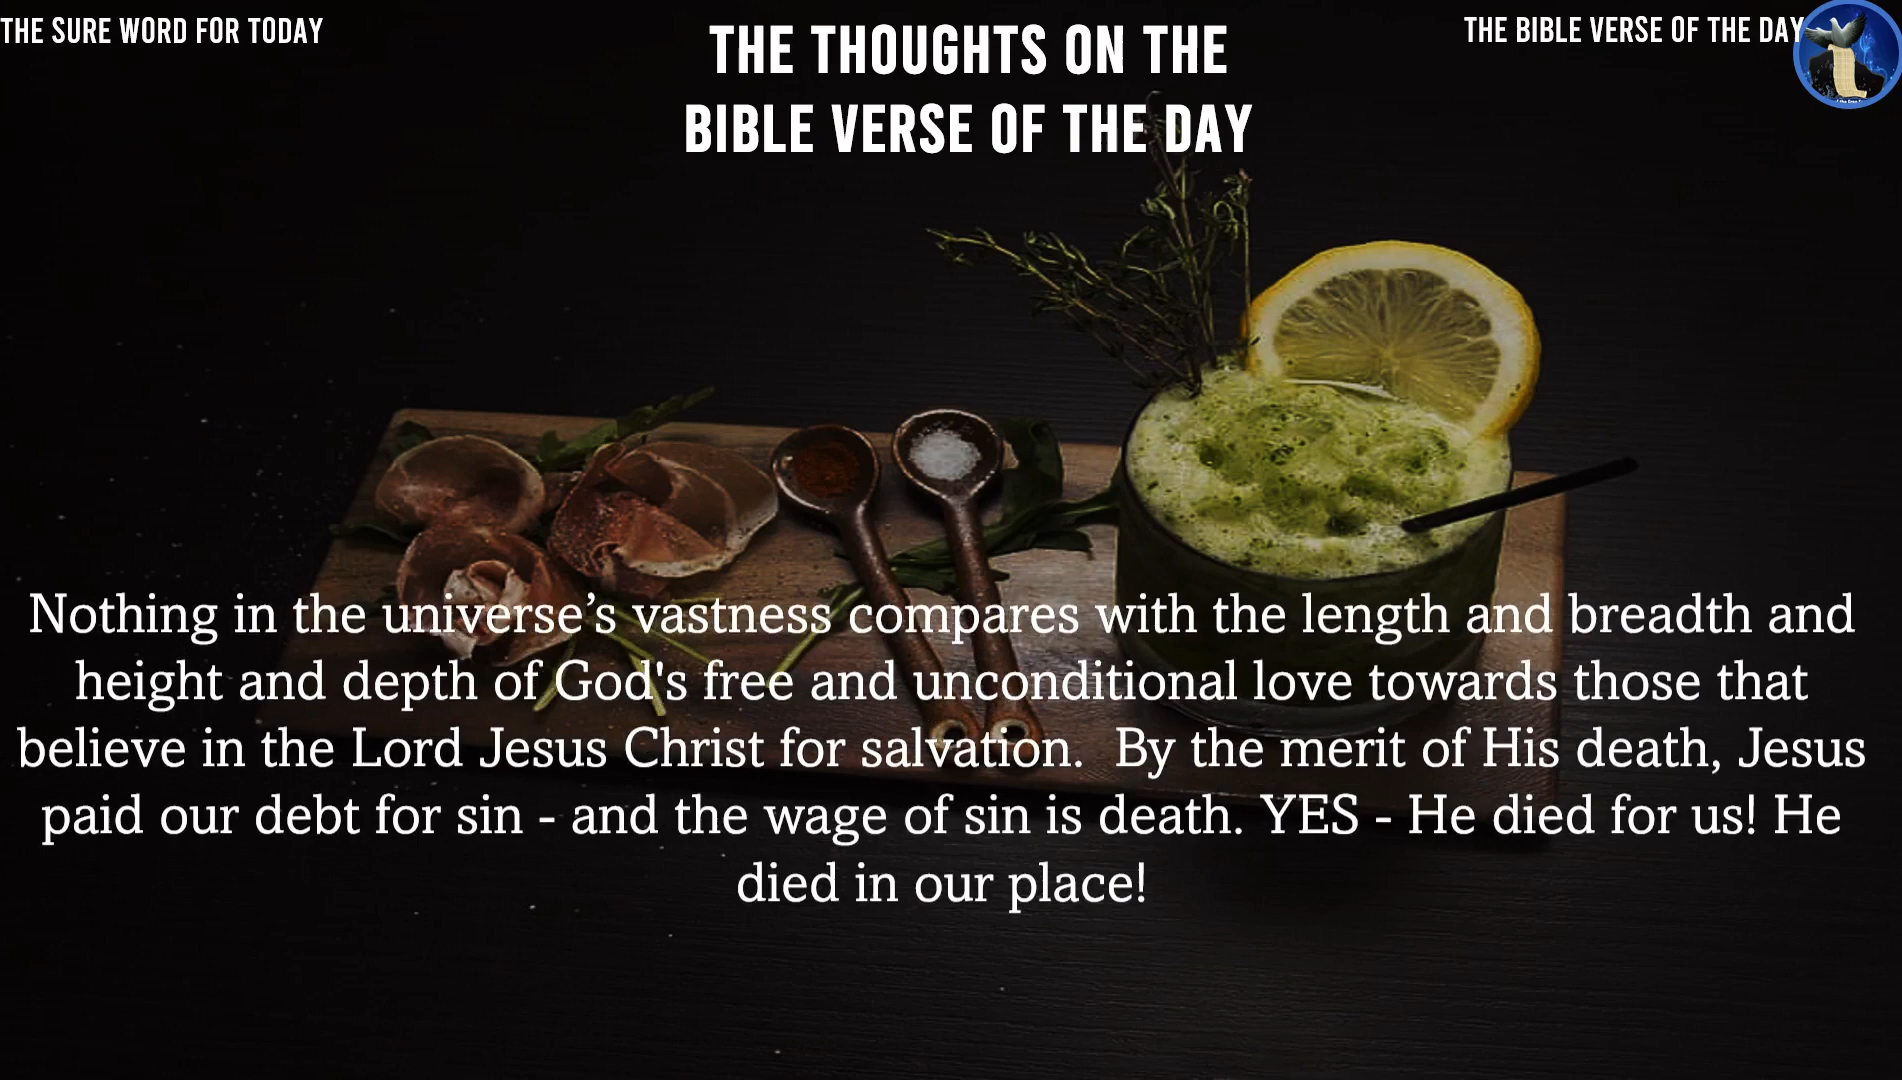 THE SURE WORD FOR TODAY
THE THOUGHTS ON THE
BIBLE VERSE OF THE DAY
THE BIBLE VERSE OF THE DAY
Nothing in the universe’s vastness compares with the length and breadth and
height and depth of God's free and unconditional love towards those that
believe in the Lord Jesus Christ for salvation.  By the merit of His death, Jesus
paid our debt for sin - and the wage of sin is death. YES - He died for us! He
died in our place!